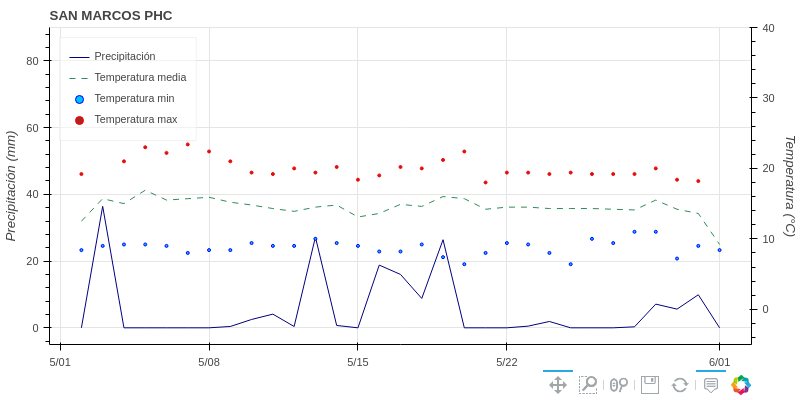 SAN MARCOS PHC
Precipitación
Temperatura media
Temperatura min
Temperatura max
Precipitación (mm)
80
60
40
20
0
Temperatura (°C)
40
30
20
10
0
5/01 5/08 5/15 5/22 6/01